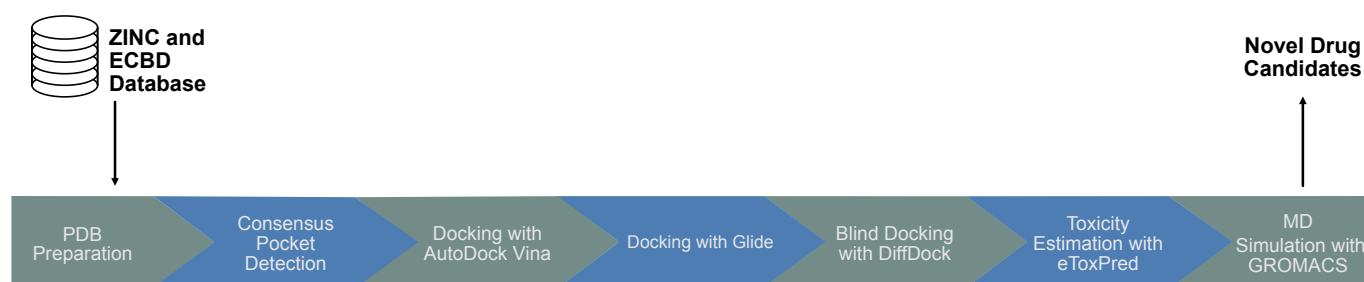 ZINC and
ECBD
Database
Novel Drug
Candidates
PDB
Preparation
Consensus
Pocket
Detection
Docking with
AutoDock Vina
Docking with Glide
Blind Docking
with DiffDock
Toxicity
Estimation with
eToxPred
MD
Simulation with
GROMACS